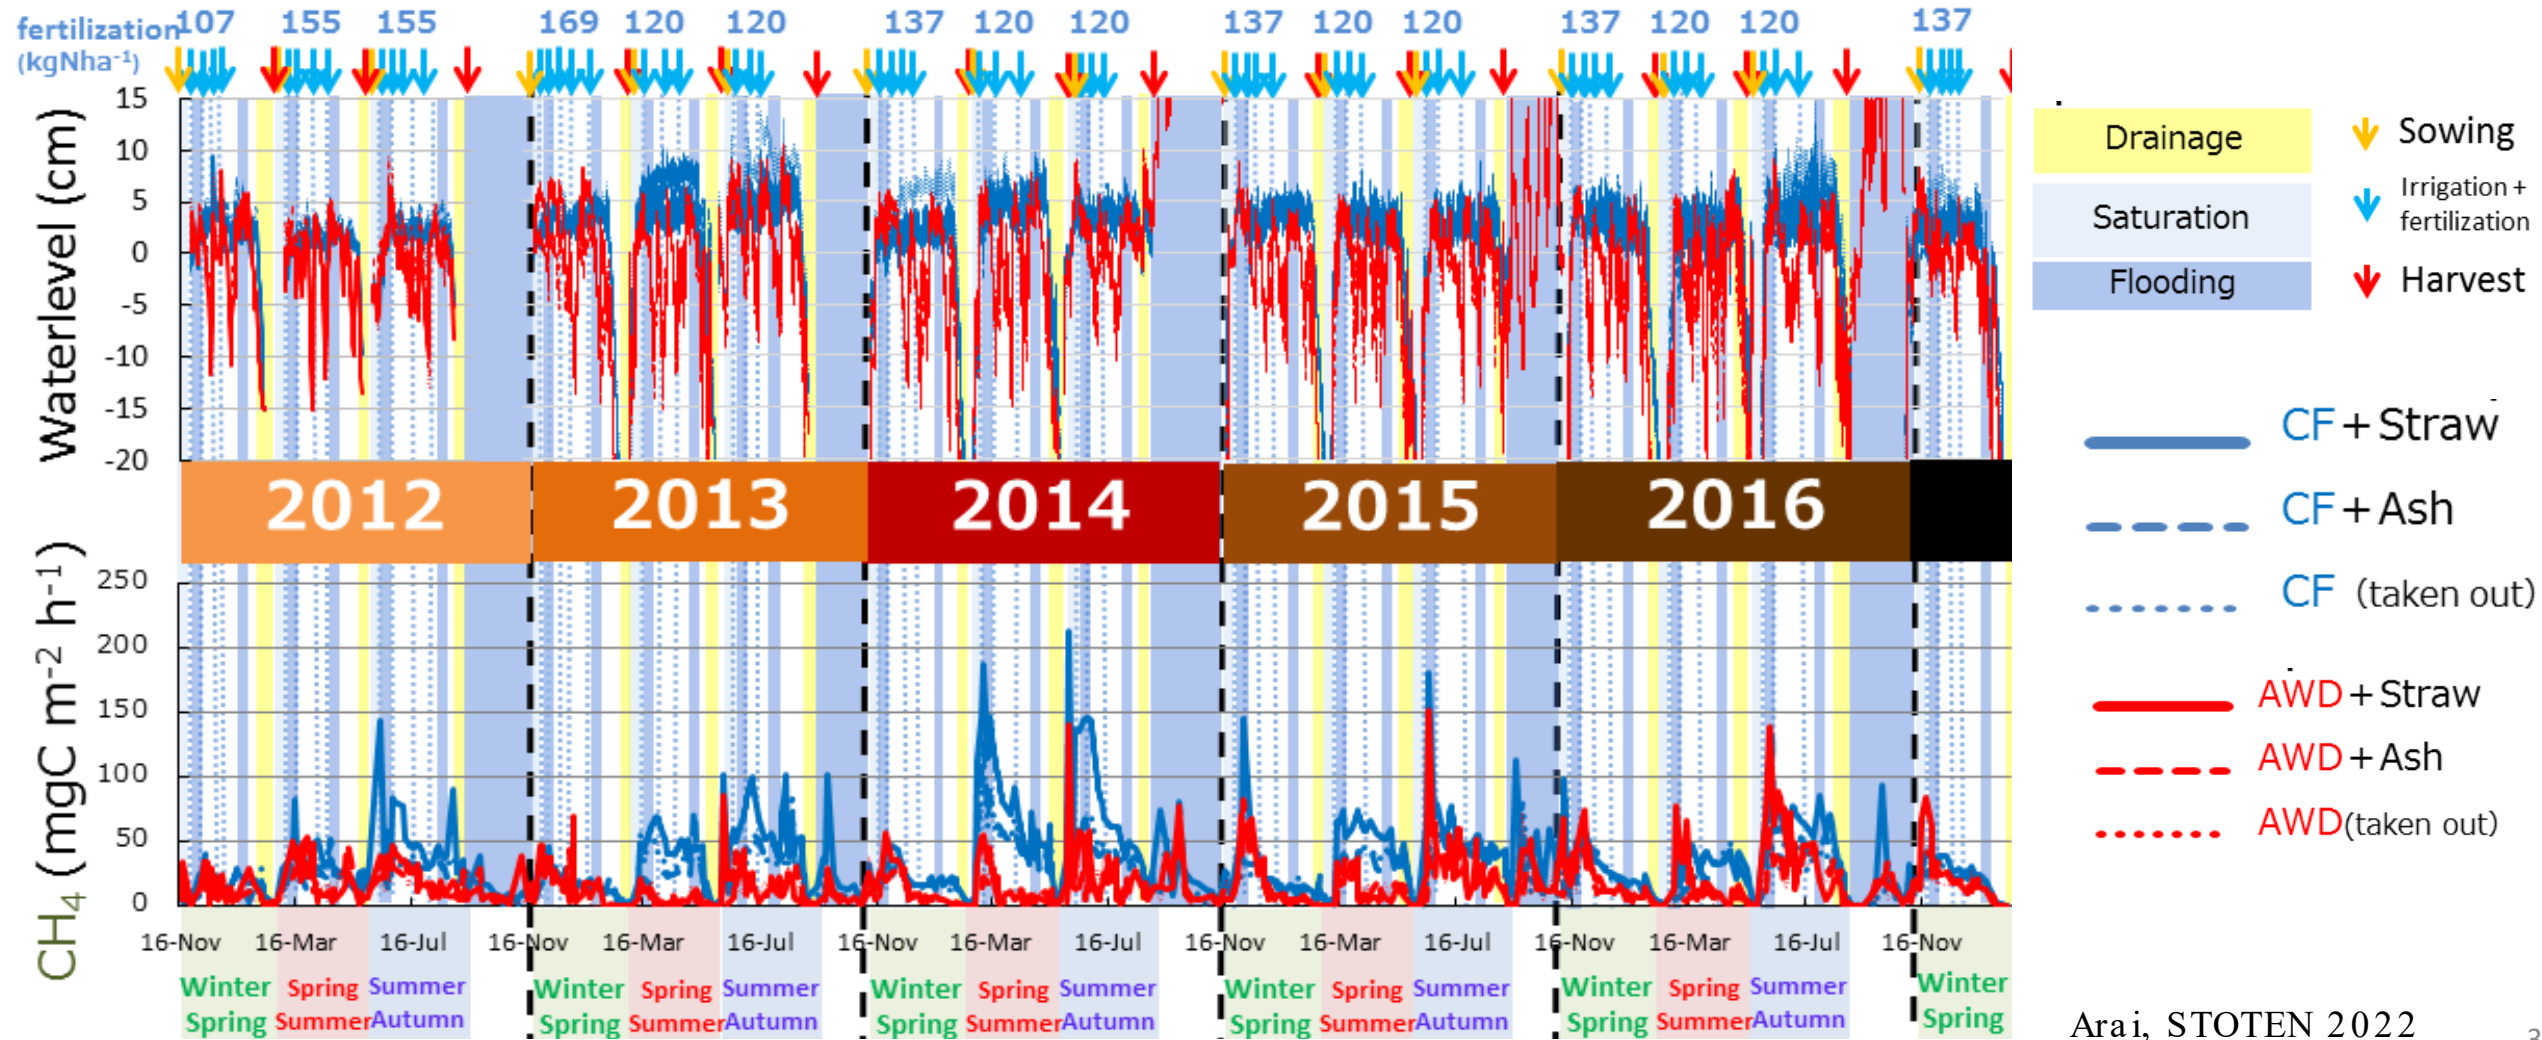 fertilization 107 155 155 169 120 120 137 120 120 137 120 120 137 120 120 137
(kgNha⁻¹)
Waterlevel (cm)
15
10
5
0
-5
-10
-15
-20
2012 2013 2014 2015 2016
CH₄ (mgC m⁻² h⁻¹)
250
200
150
100
50
0
16-Nov 16-Mar 16-Jul 16-Nov 16-Mar 16-Jul 16-Nov 16-Mar 16-Jul 16-Nov 16-Mar 16-Jul 16-Nov 16-Mar 16-Jul 16-Nov
Winter Spring Summer Winter Spring Summer Winter Spring Summer Winter Spring Summer Winter Spring Summer Winter
Spring Summer Autumn Spring Summer Autumn Spring Summer Autumn Spring Summer Autumn Spring Summer Autumn Spring
Drainage
Saturation
Flooding
Sowing
Irrigation +
fertilization
Harvest
CF + Straw
CF + Ash
CF (taken out)
AWD + Straw
AWD + Ash
AWD(taken out)
Arai, STOTEN 2022